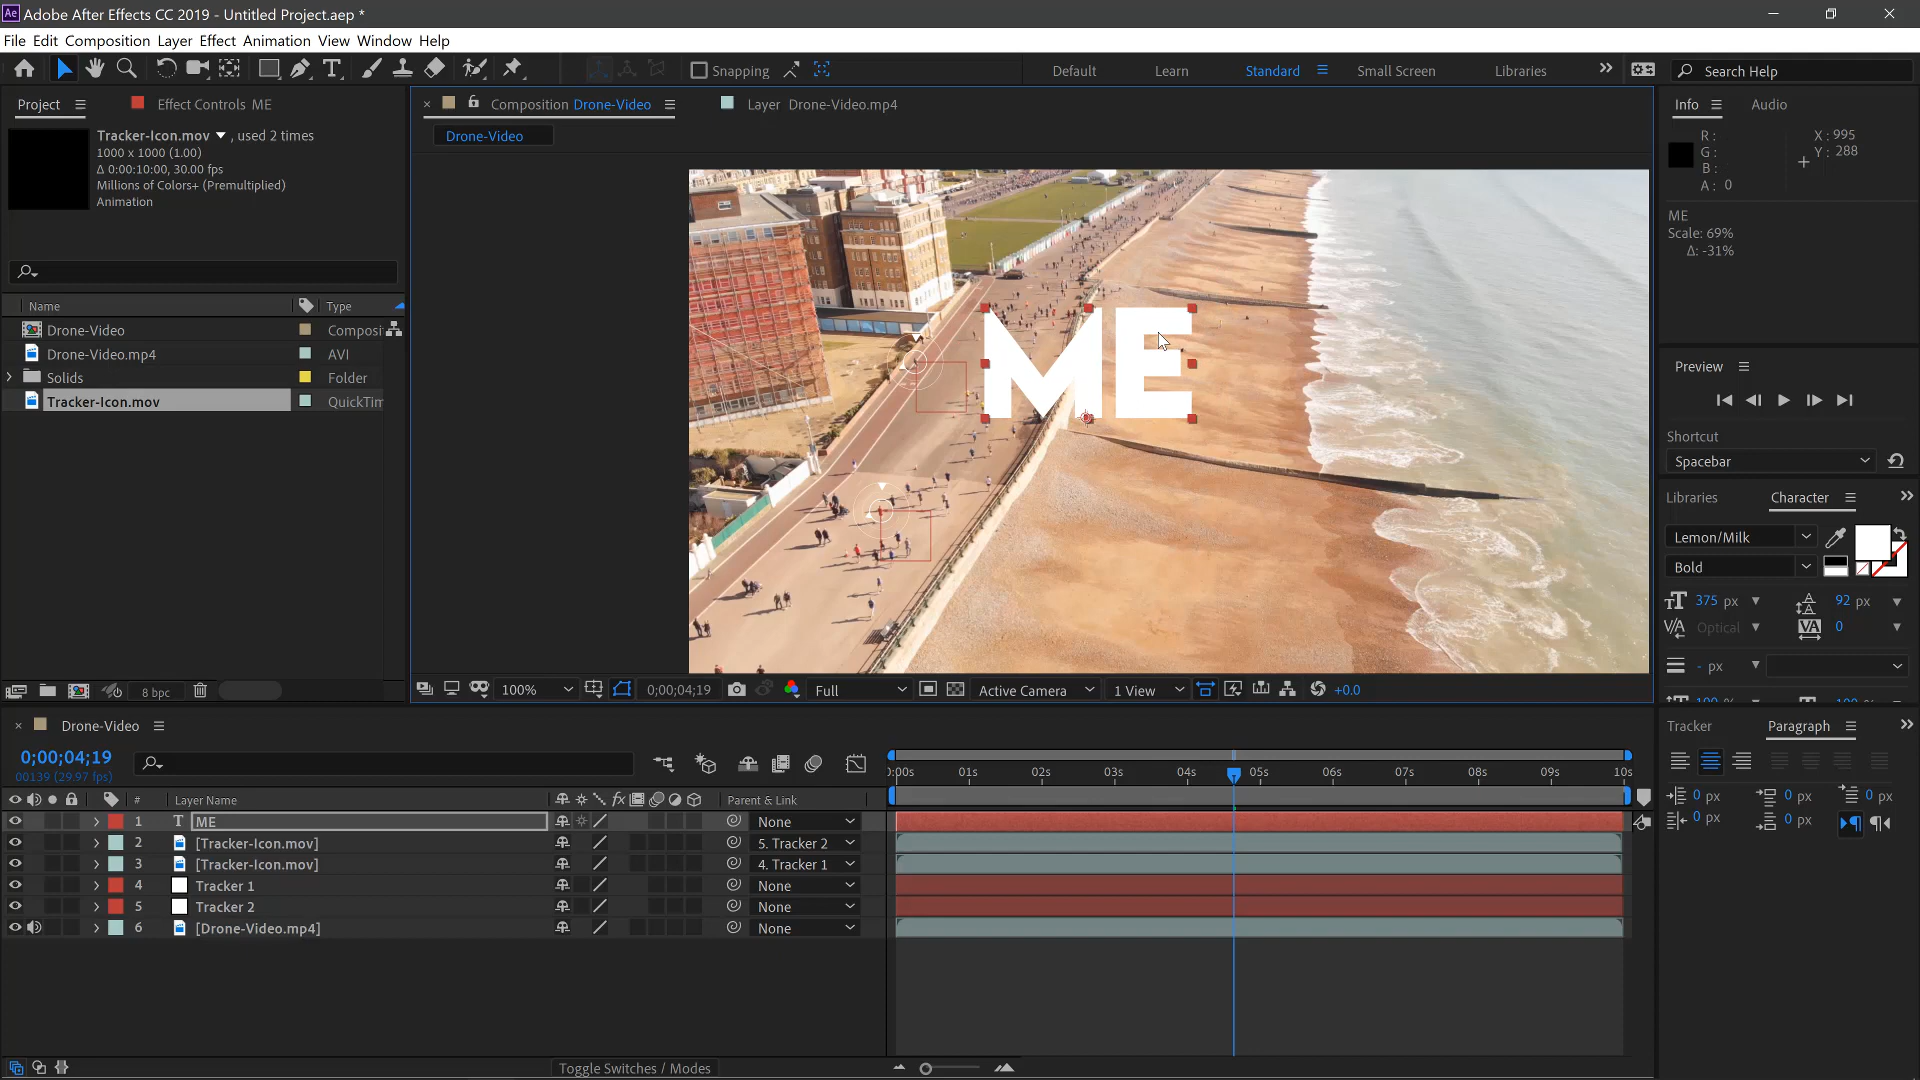 Adobe After Effects CC 2019 - Untitled Project.aep *
File Edit Composition Layer Effect Animation View Window Help
Snapping
Default Learn Standard Small Screen Libraries
Search Help
Project
Effect Controls ME
Tracker-Icon.mov , used 2 times
1000 x 1000 (1.00)
Δ 0:00:10:00, 30.00 fps
Millions of Colors+ (Premultiplied)
Animation
Name Type
Drone-Video
Drone-Video.mp4 AVI
Solids Folder
Tracker-Icon.mov
8 bpc
Composition Drone-Video
Layer Drone-Video.mp4
Drone-Video
ME
100% 0;00;04;19 Full Active Camera 1 View +0.0
Info Audio
R : X : 995
G : Y : 288
B :
A : 0
ME
Scale: 69%
Δ: -31%
Preview
Shortcut
Spacebar
Libraries Character
Lemon/Milk
Bold
375 px 92 px
Optical 0
- px
Tracker Paragraph
0 px 0 px 0 px
0 px 0 px
Drone-Video
0;00;04;19
00139 (29.97 fps)
# Layer Name fx Parent & Link
1 T ME None
2 [Tracker-Icon.mov] 5. Tracker 2
3 [Tracker-Icon.mov] 4. Tracker 1
4 Tracker 1 None
5 Tracker 2 None
6 [Drone-Video.mp4] None
01s 02s 03s 04s 05s 06s 07s 08s 09s 10s
Toggle Switches / Modes